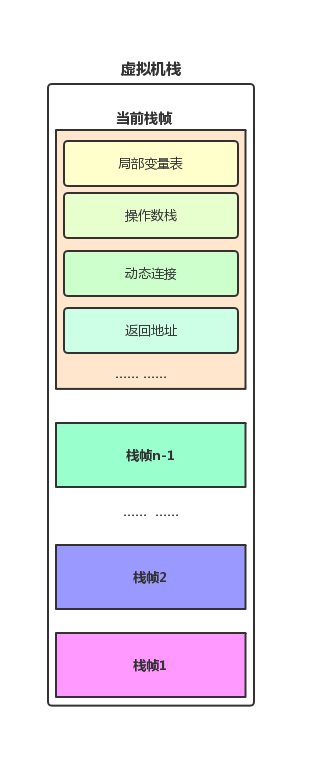 虚拟机栈
当前栈帧
局部变量表
操作数栈
动态连接
返回地址
…… ……
栈帧n-1
…… ……
栈帧2
栈帧1